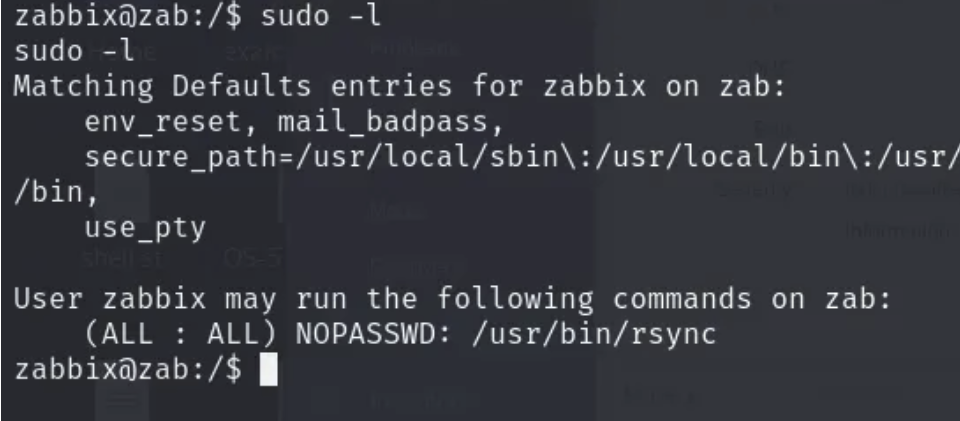 zabbix@zab:/$ sudo -l
sudo -l
Matching Defaults entries for zabbix on zab:
    env_reset, mail_badpass,
    secure_path=/usr/local/sbin\:/usr/local/bin\:/usr/
/bin,
    use_pty

User zabbix may run the following commands on zab:
    (ALL : ALL) NOPASSWD: /usr/bin/rsync
zabbix@zab:/$